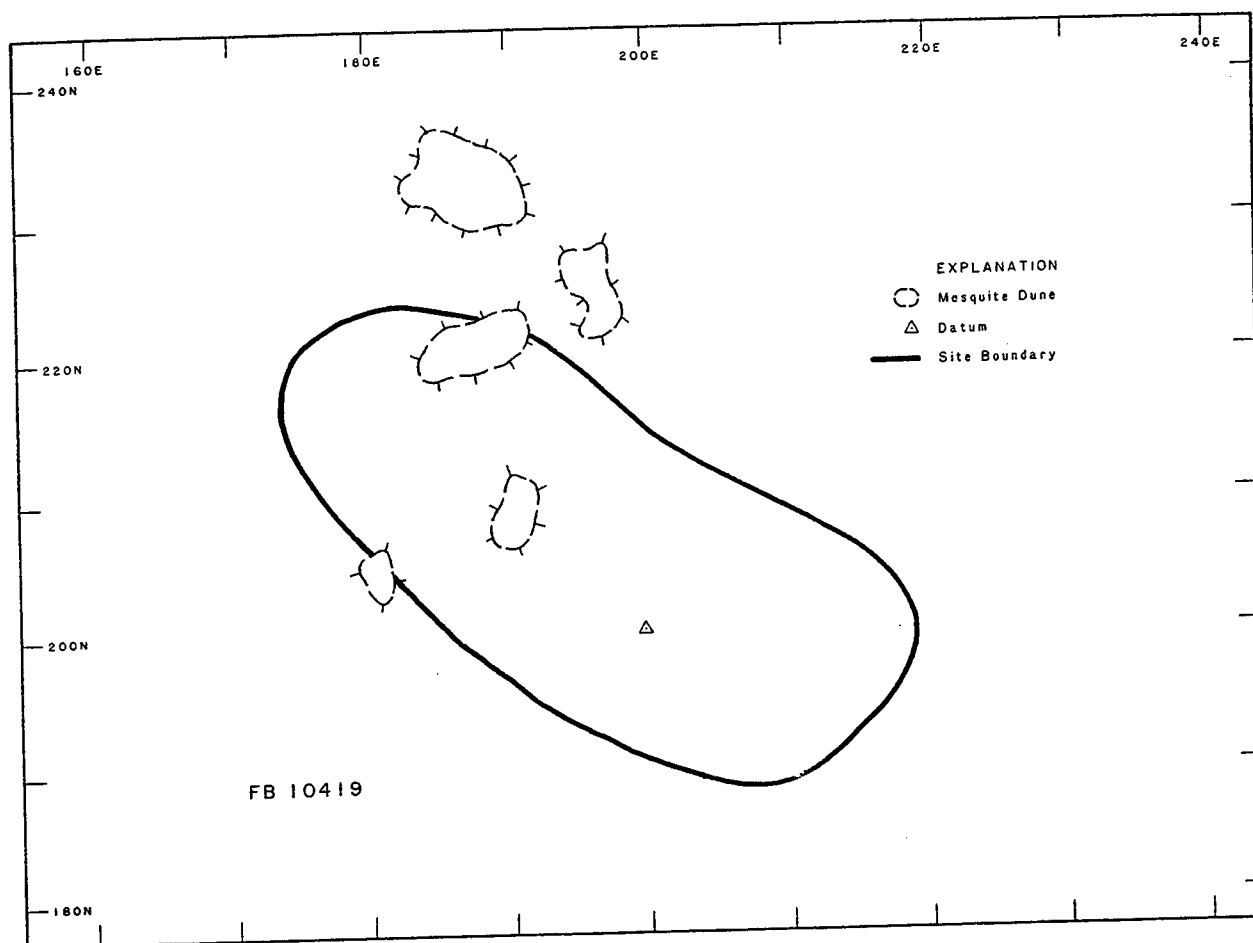 160E
180E
200E
220E
240E
240N
220N
200N
180N
EXPLANATION
Mesquite Dune
Datum
Site Boundary
FB 10419